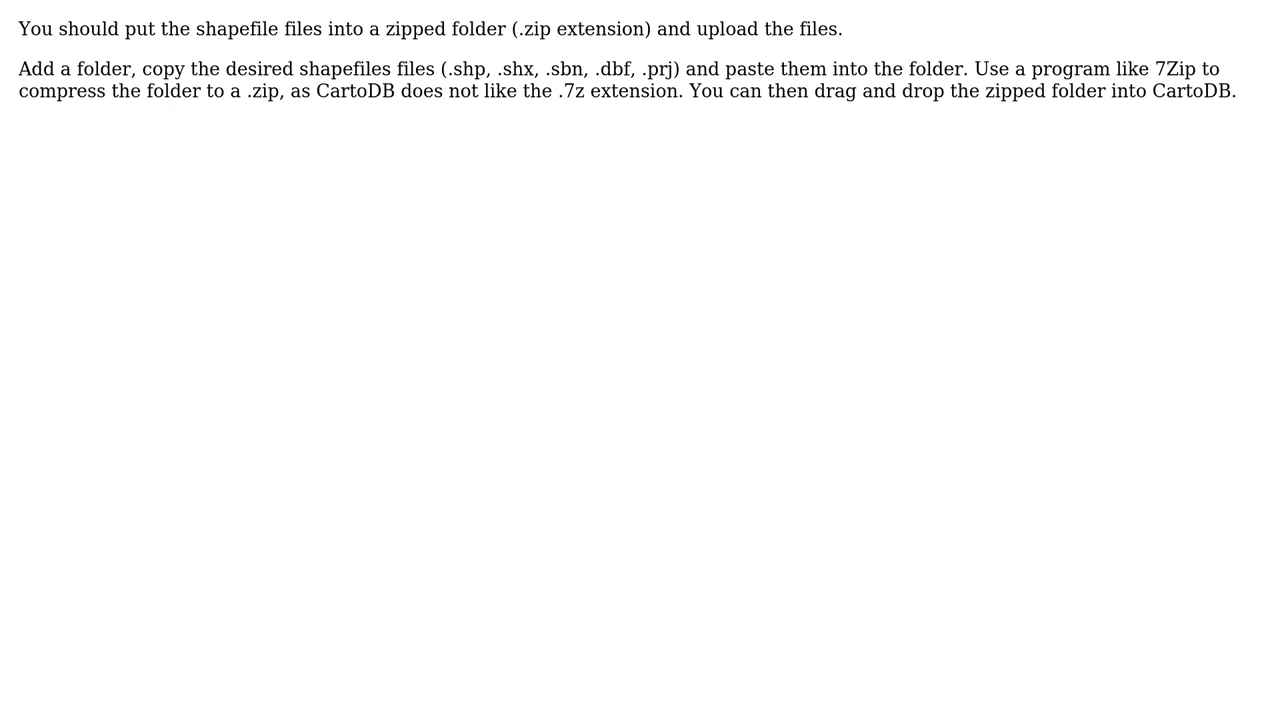 You should put the shapefile files into a zipped folder (.zip extension) and upload the files.
Add a folder, copy the desired shapefiles files (.shp, .shx, .sbn, .dbf, .prj) and paste them into the folder. Use a program like 7Zip to
compress the folder to a .zip, as CartoDB does not like the .7z extension. You can then drag and drop the zipped folder into CartoDB.